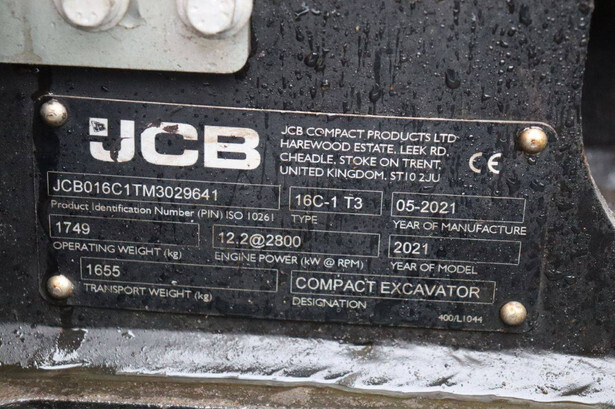 JCB
JCB COMPACT PRODUCTS LTD
HAREWOOD ESTATE, LEEK RD,
CHEADLE, STOKE ON TRENT,
UNITED KINGDOM. ST10 2JU
CE
JCB016C1TM3029641
Product Identification Number (PIN) ISO 10261
16C-1 T3
TYPE
05-2021
YEAR OF MANUFACTURE
1749
OPERATING WEIGHT (kg)
12.2@2800
ENGINE POWER (kW @ RPM)
2021
YEAR OF MODEL
1655
TRANSPORT WEIGHT (kg)
COMPACT EXCAVATOR
DESIGNATION
400/L1044